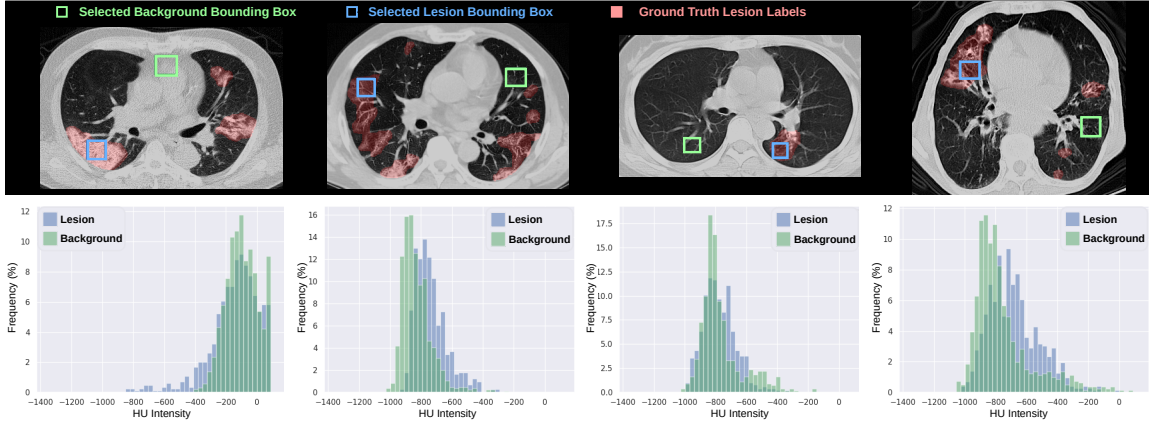 Selected Background Bounding Box
Selected Lesion Bounding Box
Ground Truth Lesion Labels
Lesion
Background
Frequency (%)
12
10
8
6
4
2
0
−1400 −1200 −1000 −800 −600 −400 −200 0
HU Intensity
Lesion
Background
Frequency (%)
16
14
12
10
8
6
4
2
0
−1400 −1200 −1000 −800 −600 −400 −200 0
HU Intensity
Lesion
Background
Frequency (%)
17.5
15.0
12.5
10.0
7.5
5.0
2.5
0.0
−1400 −1200 −1000 −800 −600 −400 −200 0
HU Intensity
Lesion
Background
Frequency (%)
12
10
8
6
4
2
0
−1400 −1200 −1000 −800 −600 −400 −200 0
HU Intensity